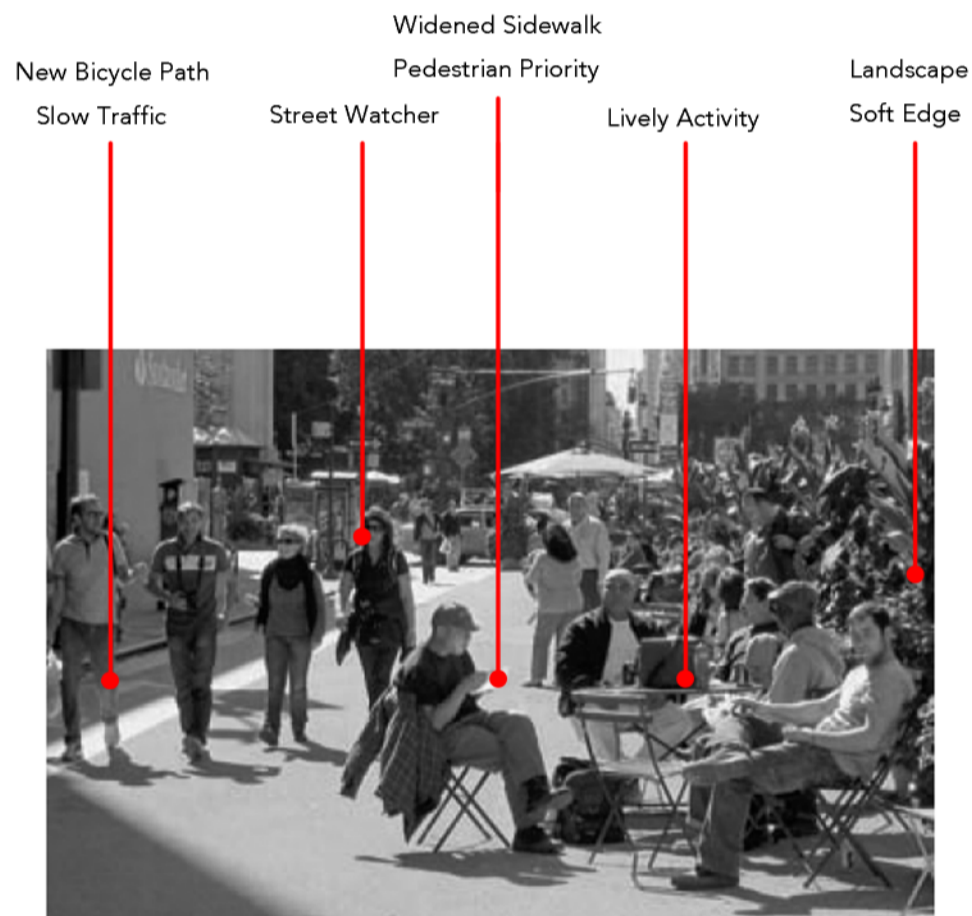 Widened Sidewalk
Pedestrian Priority
New Bicycle Path
Slow Traffic
Street Watcher
Lively Activity
Landscape
Soft Edge